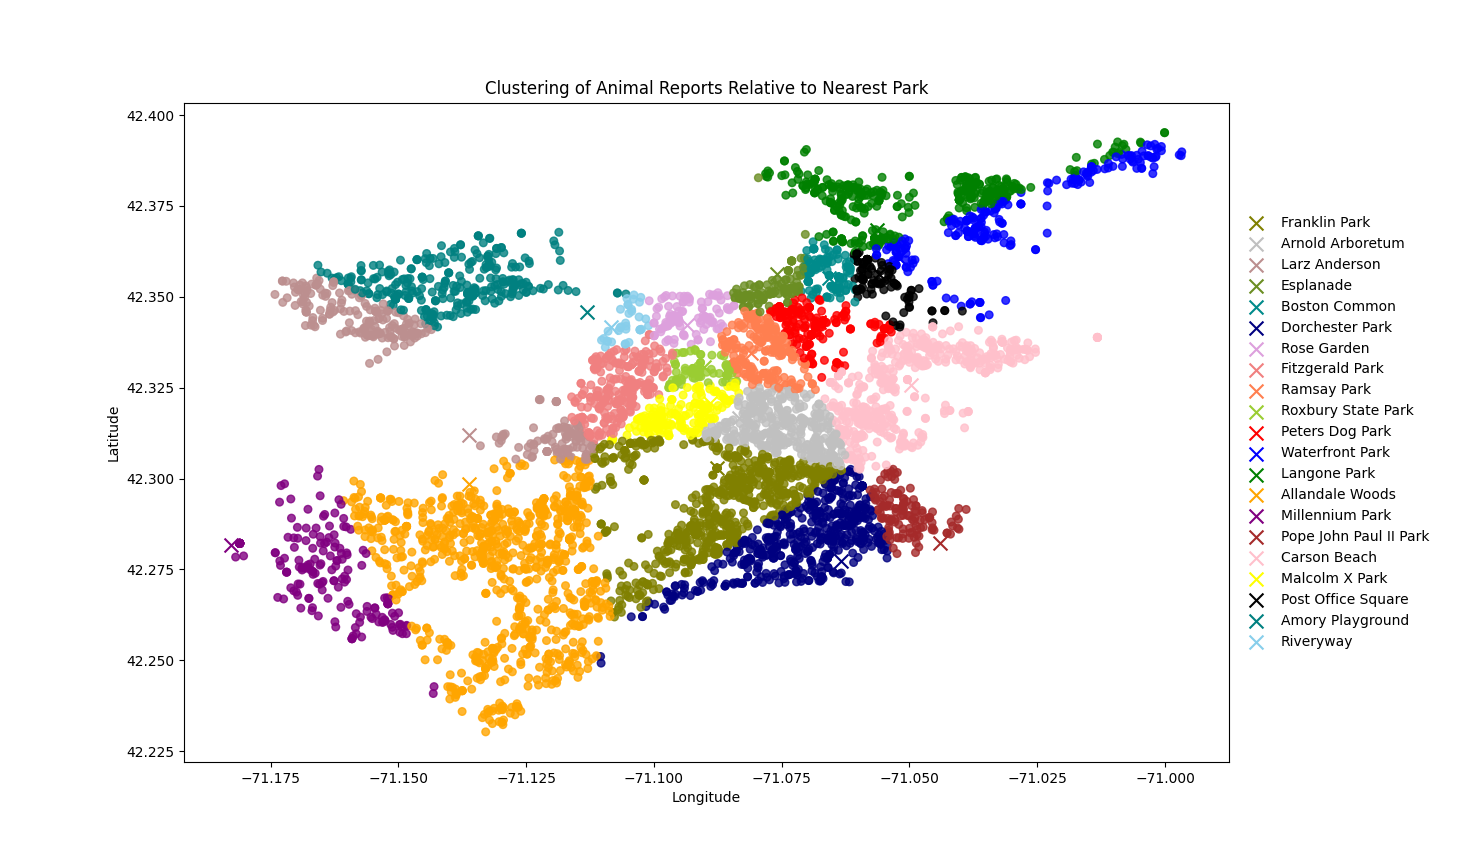 Clustering of Animal Reports Relative to Nearest Park
42.400
42.375
42.350
42.325
42.300
42.275
42.250
42.225
Latitude
−71.175
−71.150
−71.125
−71.100
−71.075
−71.050
−71.025
−71.000
Longitude
Franklin Park
Arnold Arboretum
Larz Anderson
Esplanade
Boston Common
Dorchester Park
Rose Garden
Fitzgerald Park
Ramsay Park
Roxbury State Park
Peters Dog Park
Waterfront Park
Langone Park
Allandale Woods
Millennium Park
Pope John Paul II Park
Carson Beach
Malcolm X Park
Post Office Square
Amory Playground
Riveryway